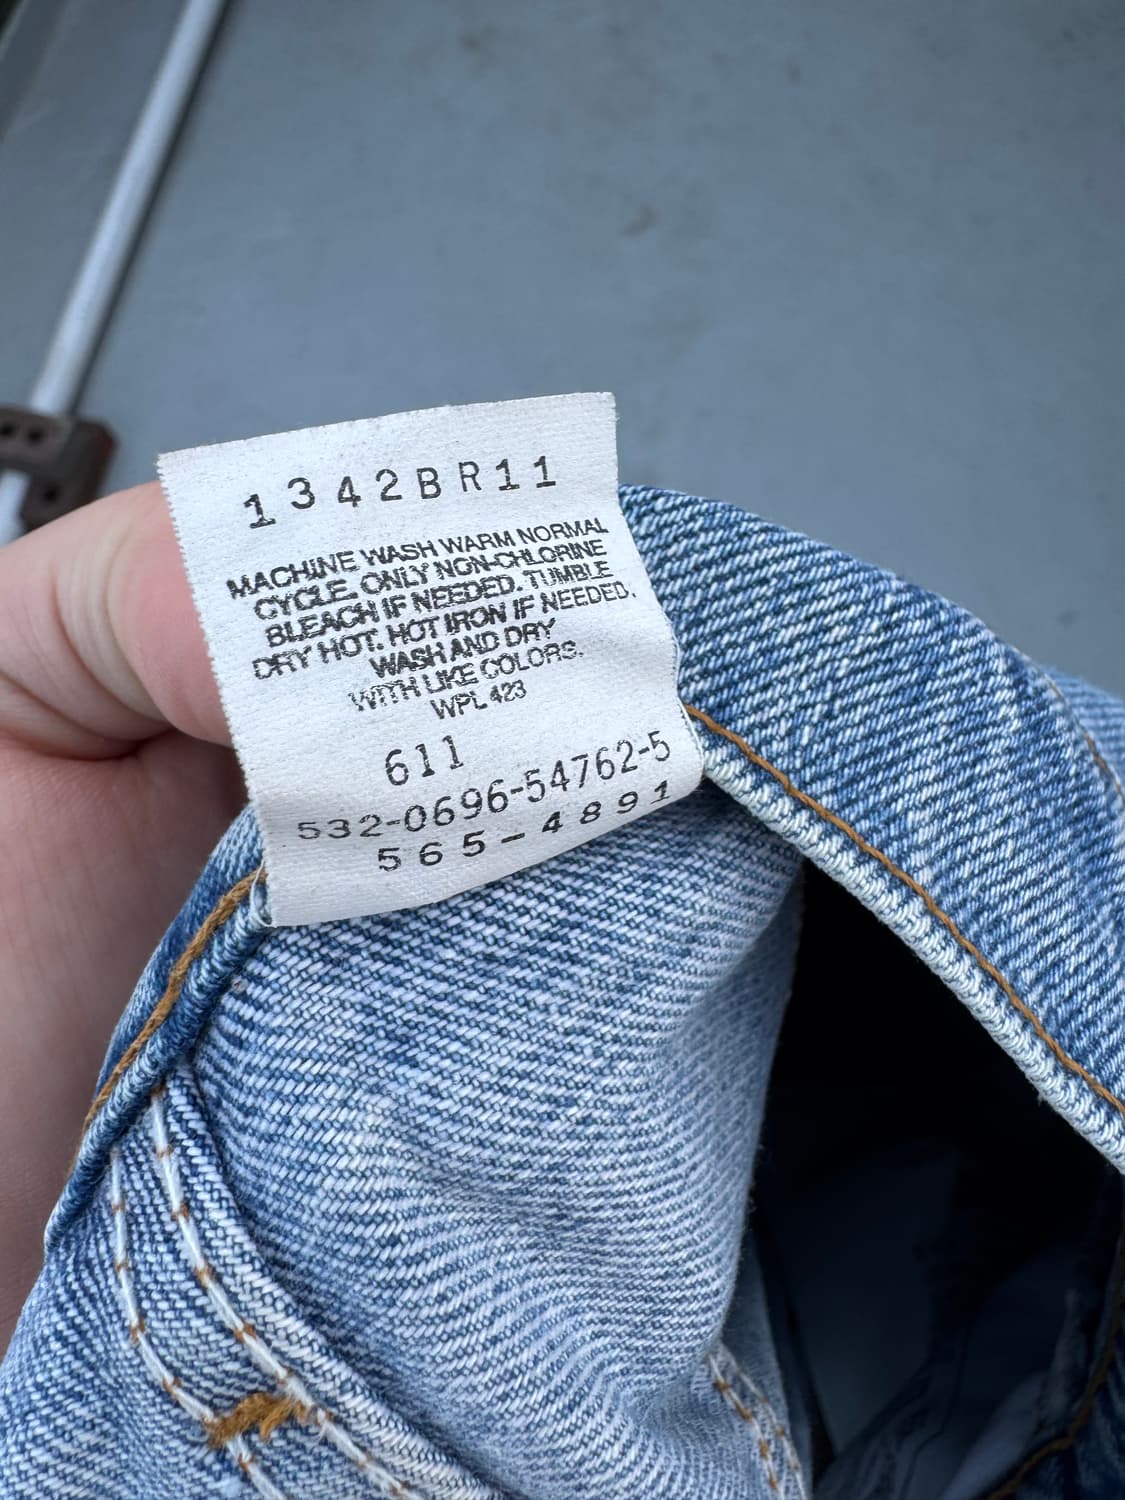 1342BR11
MACHINE WASH WARM NORMAL
CYCLE. ONLY NON-CHLORINE
BLEACH IF NEEDED. TUMBLE
DRY HOT. HOT IRON IF NEEDED.
WASH AND DRY
WITH LIKE COLORS.
WPL 423
611
532-0696-54762-5
565-4891